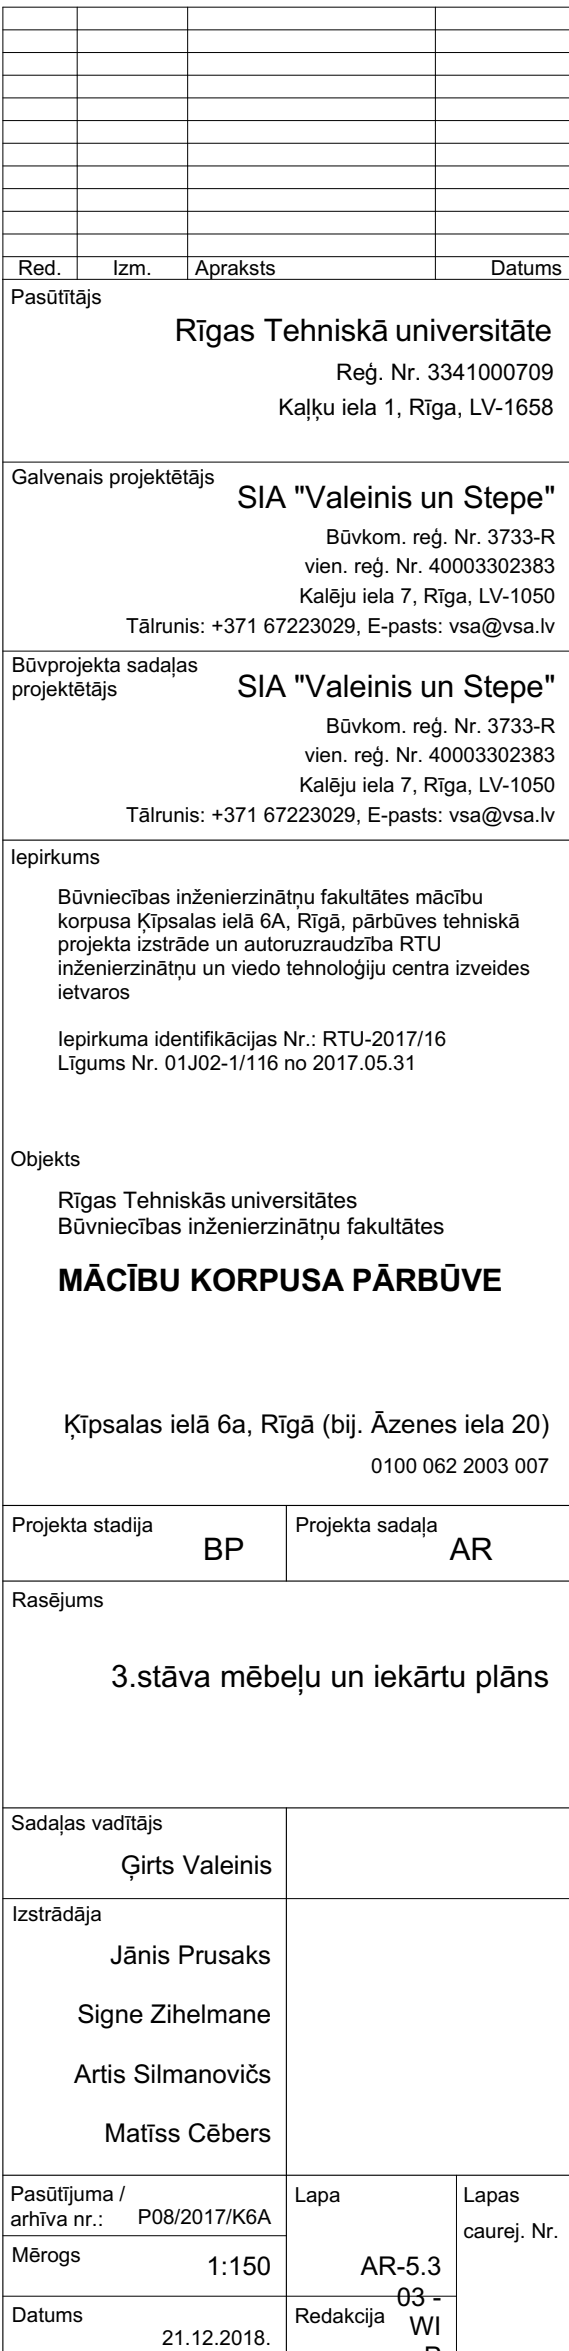 Red. Izm. Apraksts Datums
Pasūtītājs
Rīgas Tehniskā universitāte
Reģ. Nr. 3341000709
Kaļķu iela 1, Rīga, LV-1658
Galvenais projektētājs
SIA "Valeinis un Stepe"
Būvkom. reģ. Nr. 3733-R
vien. reģ. Nr. 40003302383
Kalēju iela 7, Rīga, LV-1050
Tālrunis: +371 67223029, E-pasts: vsa@vsa.lv
Būvprojekta sadaļas
projektētājs
SIA "Valeinis un Stepe"
Būvkom. reģ. Nr. 3733-R
vien. reģ. Nr. 40003302383
Kalēju iela 7, Rīga, LV-1050
Tālrunis: +371 67223029, E-pasts: vsa@vsa.lv
Iepirkums
Būvniecības inženierzinātņu fakultātes mācību
korpusa Ķīpsalas ielā 6A, Rīgā, pārbūves tehniskā
projekta izstrāde un autoruzraudzība RTU
inženierzinātņu un viedo tehnoloģiju centra izveides
ietvaros
Iepirkuma identifikācijas Nr.: RTU-2017/16
Līgums Nr. 01J02-1/116 no 2017.05.31
Objekts
Rīgas Tehniskās universitātes
Būvniecības inženierzinātņu fakultātes
MĀCĪBU KORPUSA PĀRBŪVE
Ķīpsalas ielā 6a, Rīgā (bij. Āzenes iela 20)
0100 062 2003 007
Projekta stadija
BP
Projekta sadaļa
AR
Rasējums
3.stāva mēbeļu un iekārtu plāns
Sadaļas vadītājs
Ģirts Valeinis
Izstrādāja
Jānis Prusaks
Signe Zihelmane
Artis Silmanovičs
Matīss Cēbers
Pasūtījuma /
arhīva nr.: P08/2017/K6A
Mērogs
1:150
Datums
21.12.2018.
Lapa
AR-5.3
Redakcija
03 -
WI
Lapas
caurej. Nr.